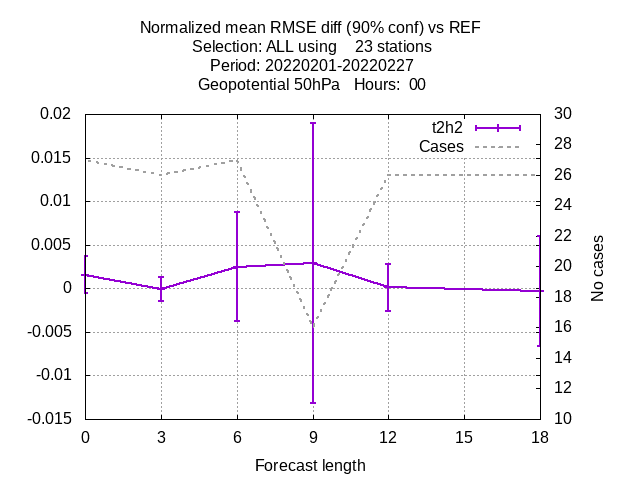 Normalized mean RMSE diff (90% conf) vs REF
Selection: ALL using    23 stations
Period: 20220201-20220227
Geopotential 50hPa   Hours:  00
0.02
0.015
0.01
0.005
0
-0.005
-0.01
-0.015
t2h2
Cases
30
28
26
24
22
20
18
16
14
12
10
No cases
0 3 6 9 12 15 18
Forecast length